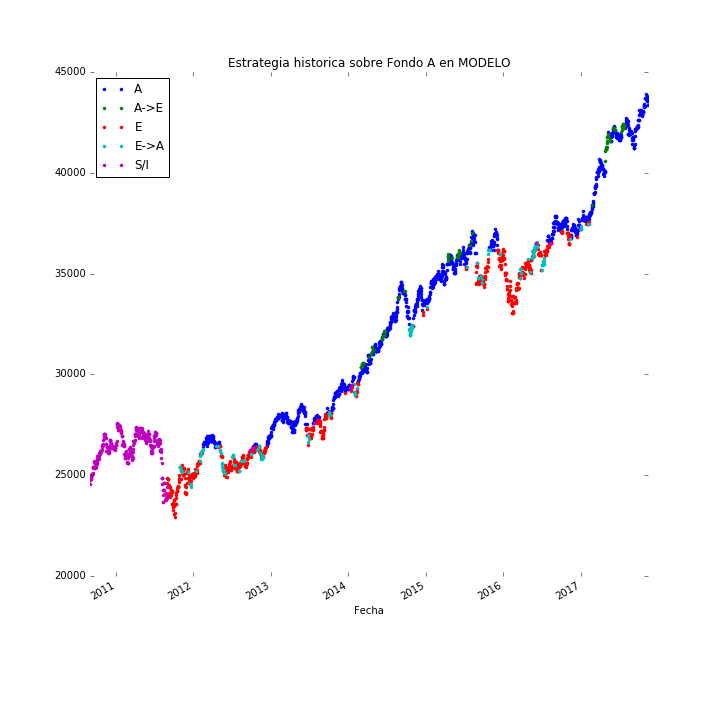 Estrategia historica sobre Fondo A en MODELO
45000
40000
35000
30000
25000
20000
A
A->E
E
E->A
S/I
2011
2012
2013
2014
2015
2016
2017
Fecha